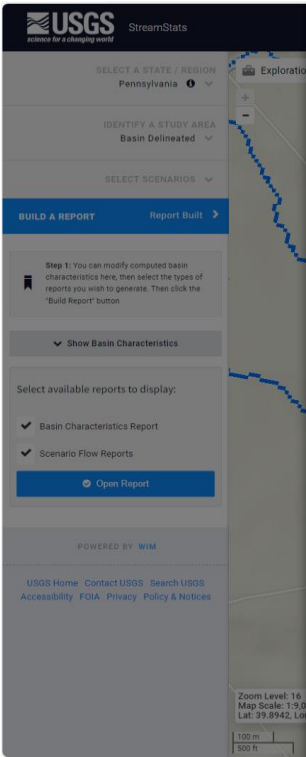 USGS
science for a changing world
StreamStats
SELECT A STATE / REGION
Pennsylvania
IDENTIFY A STUDY AREA
Basin Delineated
SELECT SCENARIOS
BUILD A REPORT
Report Built
Step 1: You can modify computed basin
characteristics here, then select the types of
reports you wish to generate. Then click the
"Build Report" button
Show Basin Characteristics
Select available reports to display:
Basin Characteristics Report
Scenario Flow Reports
Open Report
POWERED BY WIM
USGS Home Contact USGS Search USGS
Accessibility FOIA Privacy Policy & Notices
Exploratio
+
-
Zoom Level: 16
Map Scale: 1:9,0
Lat: 39.8942, Lo
100 m
500 ft